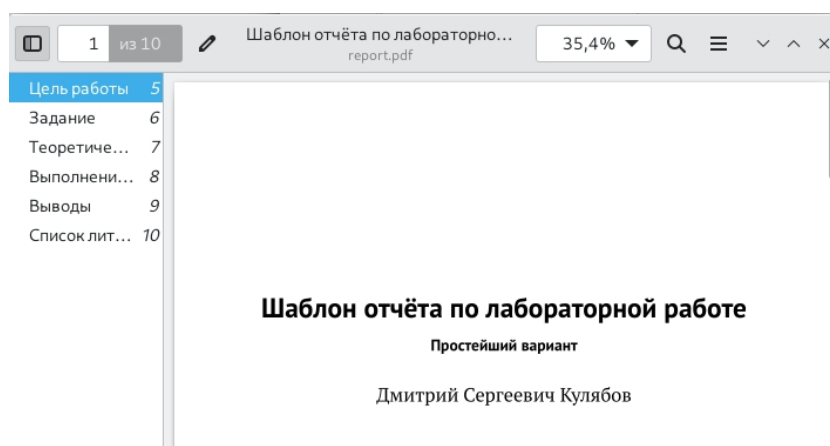 1 из 10
Шаблон отчёта по лабораторно...
report.pdf
35,4%
Цель работы 5
Задание 6
Теоретиче... 7
Выполнени... 8
Выводы 9
Список лит... 10
Шаблон отчёта по лабораторной работе
Простейший вариант
Дмитрий Сергеевич Кулябов